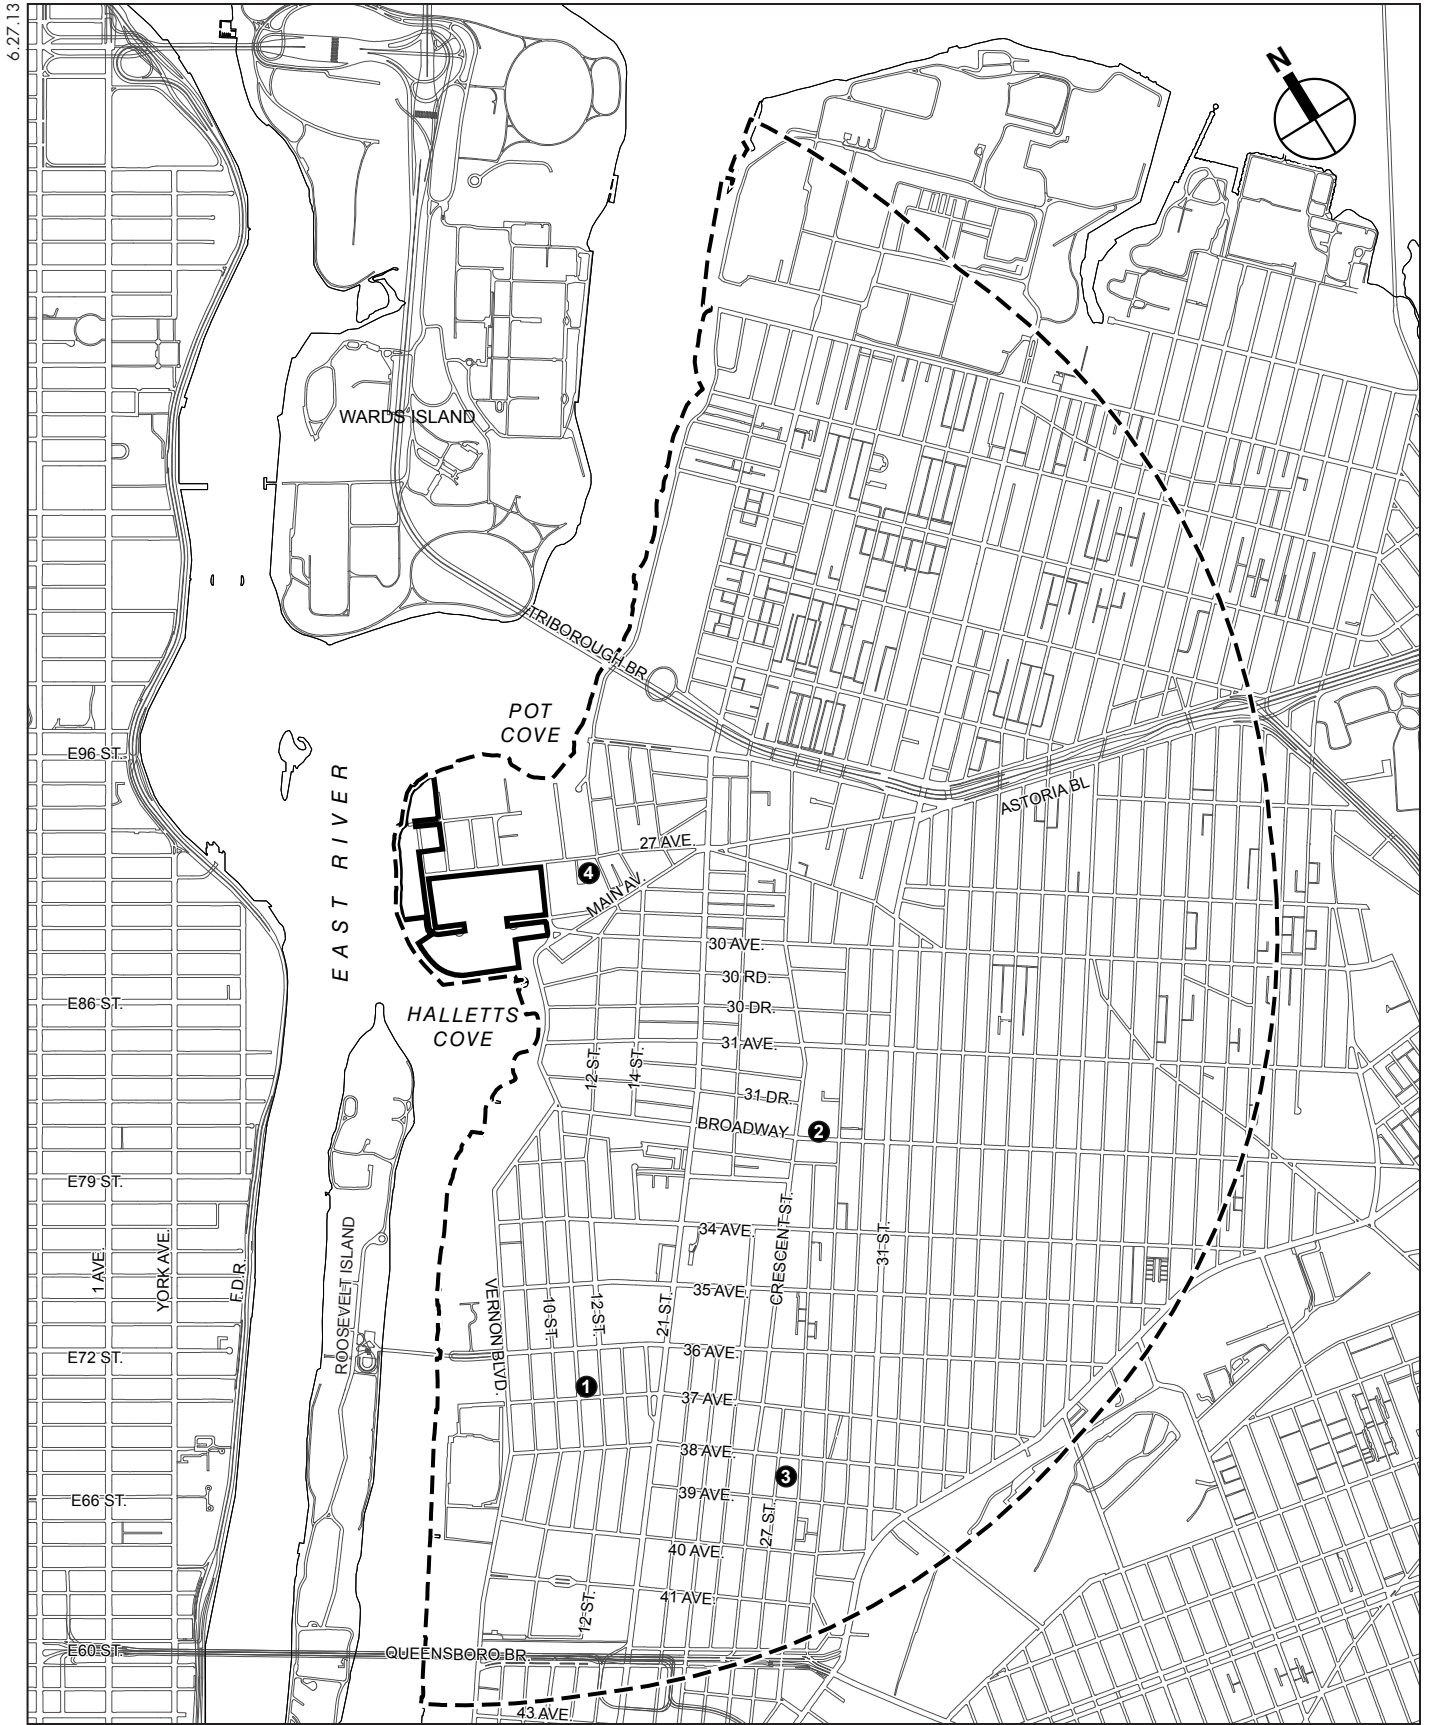 6.27.13
N
WARDS ISLAND
TRIBOROUGH BR
POT
COVE
E96 ST.
ASTORIA BL
EAST RIVER
27 AVE.
4
MAIN AV.
30 AVE.
30 RD.
E86 ST.
30 DR.
HALLETTS
COVE
31 AVE.
12 ST.
14 ST.
31 DR.
BROADWAY
2
E79 ST.
34 AVE.
CRESCENT ST.
31 ST.
1 AVE.
YORK AVE.
F.D.R.
ROOSEVELT ISLAND
35 AVE.
VERNON BLVD.
10 ST.
12 ST.
21 ST.
36 AVE.
E72 ST.
1
37 AVE.
38 AVE.
3
39 AVE.
E66 ST.
27 ST.
40 AVE.
41 AVE.
12 ST.
E60 ST.
QUEENSBORO BR.
43 AVE.